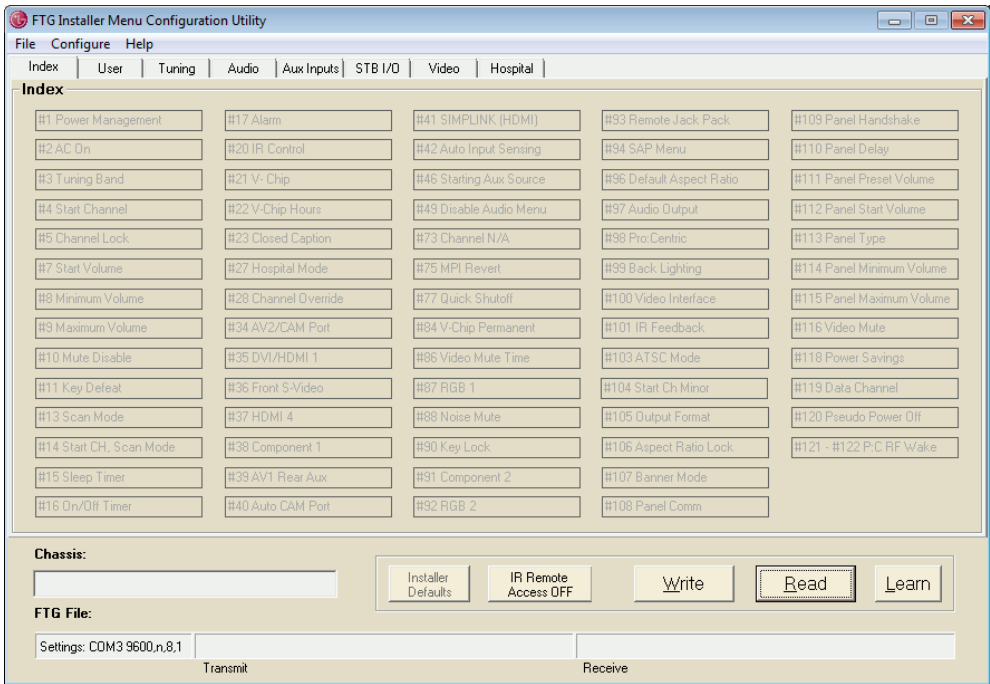 FTG Installer Menu Configuration Utility
File Configure Help
Index User Tuning Audio Aux Inputs STB I/O Video Hospital
Index
#1 Power Management #17 Alarm #41 SIMPLINK (HDMI) #93 Remote Jack Pack #109 Panel Handshake
#2 AC On #20 IR Control #42 Auto Input Sensing #94 SAP Menu #110 Panel Delay
#3 Tuning Band #21 V- Chip #46 Starting Aux Source #96 Default Aspect Ratio #111 Panel Preset Volume
#4 Start Channel #22 V-Chip Hours #49 Disable Audio Menu #97 Audio Output #112 Panel Start Volume
#5 Channel Lock #23 Closed Caption #73 Channel N/A #98 Pro:Centric #113 Panel Type
#7 Start Volume #27 Hospital Mode #75 MPI Revert #99 Back Lighting #114 Panel Minimum Volume
#8 Minimum Volume #28 Channel Override #77 Quick Shutoff #100 Video Interface #115 Panel Maximum Volume
#9 Maximum Volume #34 AV2/CAM Port #84 V-Chip Permanent #101 IR Feedback #116 Video Mute
#10 Mute Disable #35 DVI/HDMI 1 #86 Video Mute Time #103 ATSC Mode #118 Power Savings
#11 Key Defeat #36 Front S-Video #87 RGB 1 #104 Start Ch Minor #119 Data Channel
#13 Scan Mode #37 HDMI 4 #88 Noise Mute #105 Output Format #120 Pseudo Power Off
#14 Start CH, Scan Mode #38 Component 1 #90 Key Lock #106 Aspect Ratio Lock #121 - #122 P:C RF Wake
#15 Sleep Timer #39 AV1 Rear Aux #91 Component 2 #107 Banner Mode
#16 On/Off Timer #40 Auto CAM Port #92 RGB 2 #108 Panel Comm
Chassis:
Installer Defaults IR Remote Access OFF Write Read Learn
FTG File:
Settings: COM3 9600,n,8,1
Transmit Receive